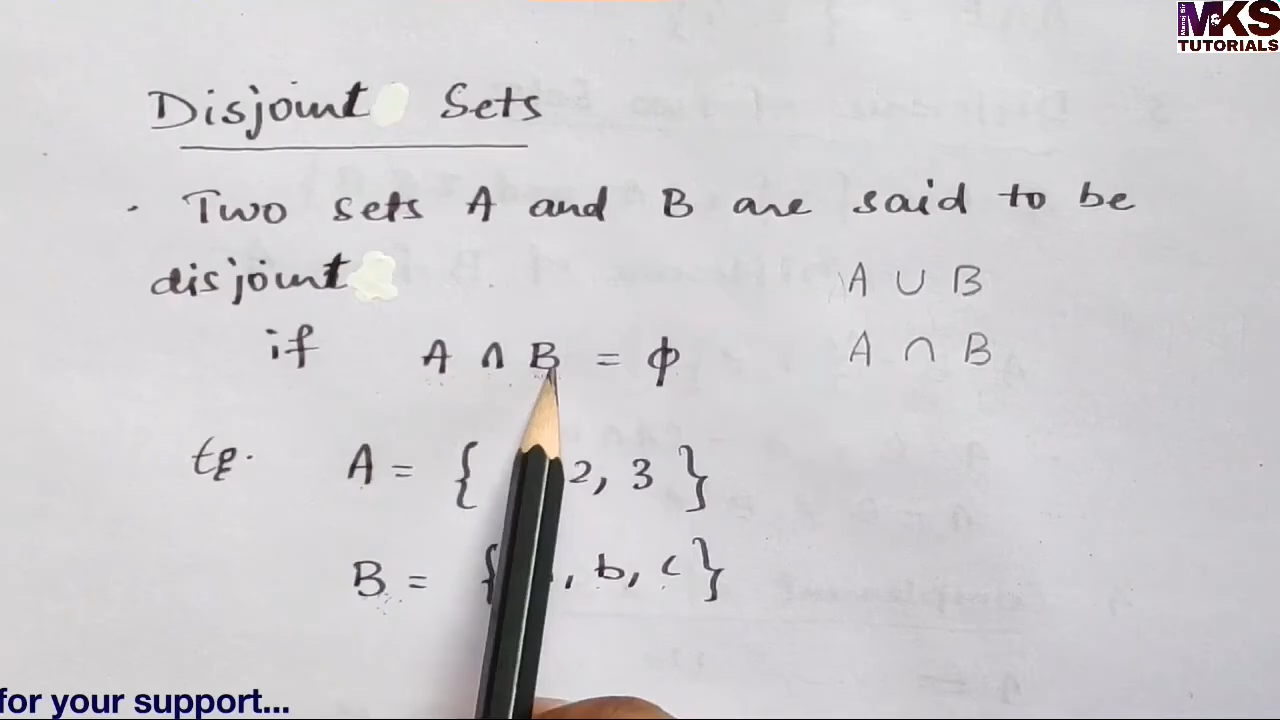 MKS
TUTORIALS
Disjoint Sets
· Two sets A and B are said to be
disjoint
A ∪ B
if A ∩ B = ϕ
A ∩ B
Eg. A = { 2, 3 }
B = { , b, c }
for your support...